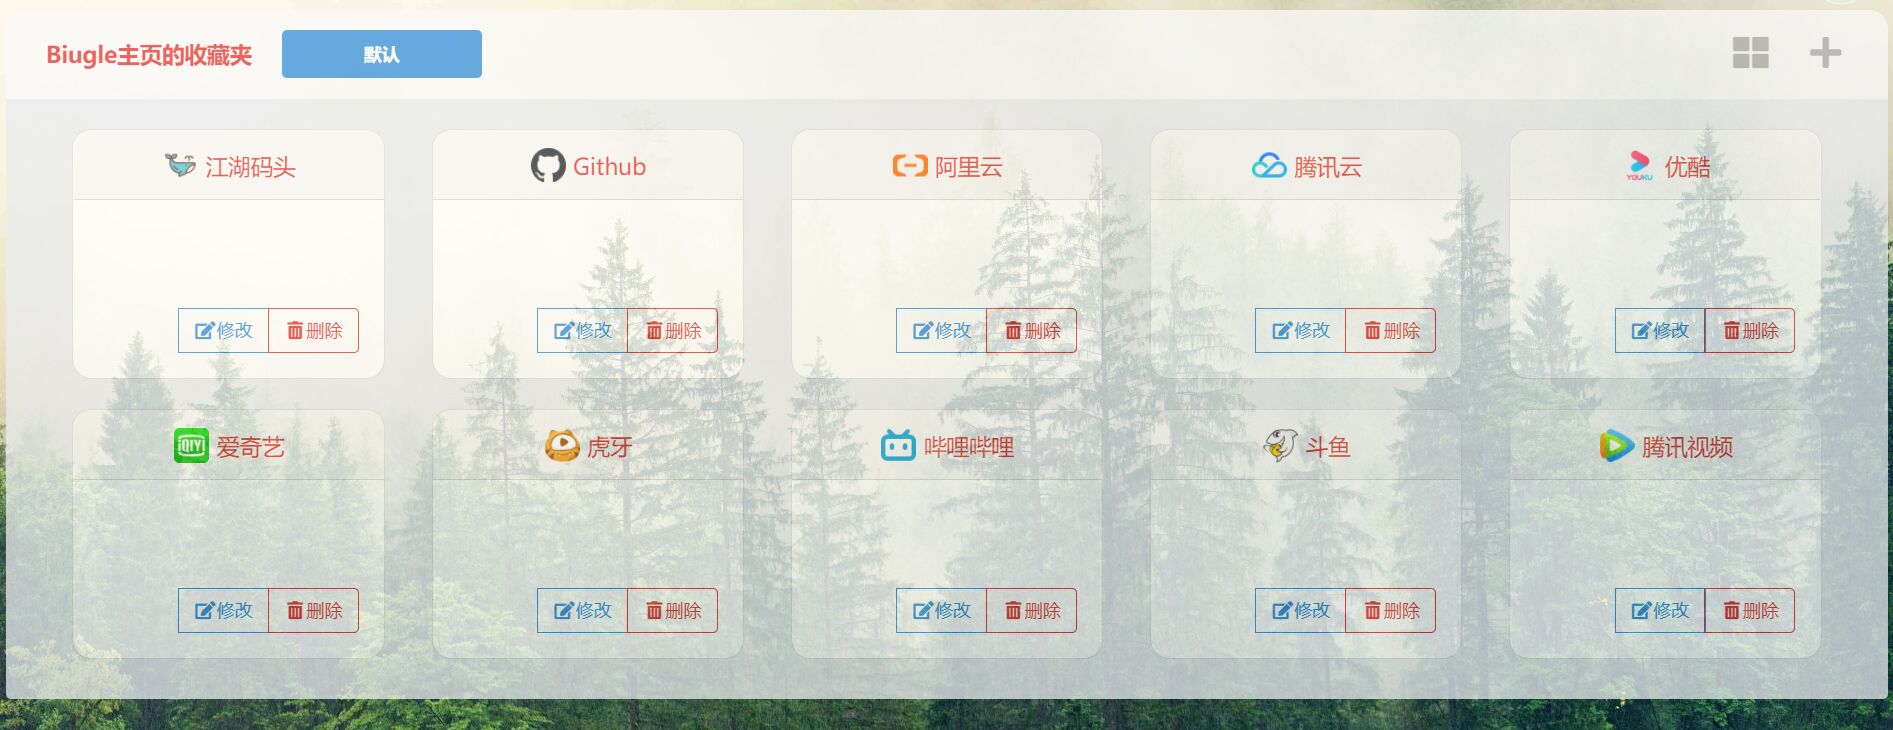 Biugle主页的收藏夹 默认
江湖码头 Github 阿里云 腾讯云 YOUKU 优酷
修改 删除 修改 删除 修改 删除 修改 删除 修改 删除
iQIYI 爱奇艺 虎牙 哔哩哔哩 斗鱼 腾讯视频
修改 删除 修改 删除 修改 删除 修改 删除 修改 删除